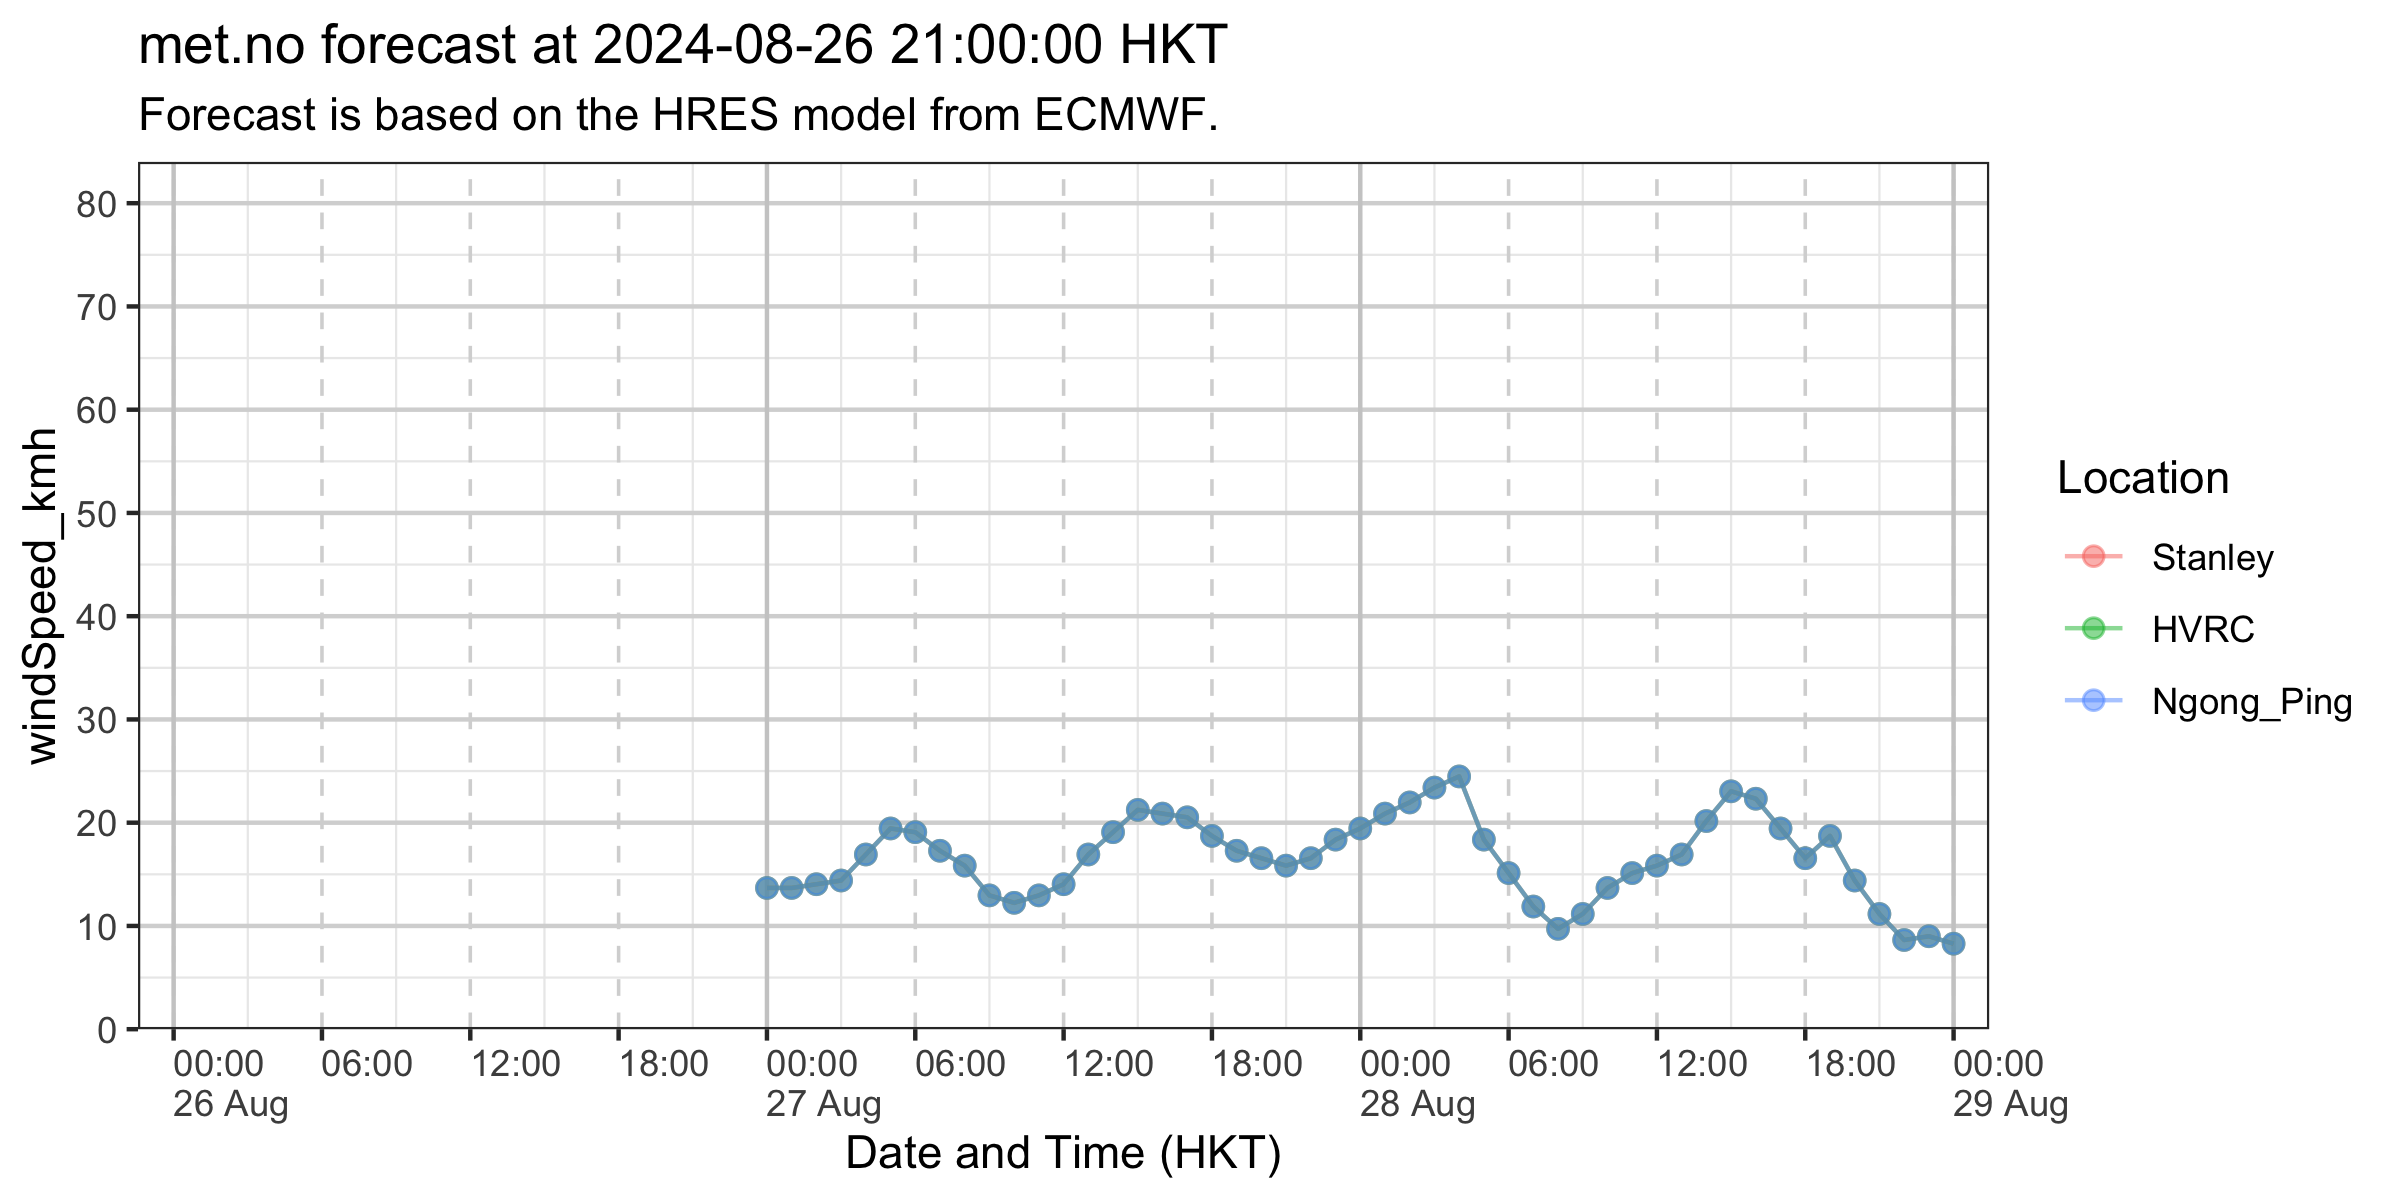 met.no forecast at 2024-08-26 21:00:00 HKT
Forecast is based on the HRES model from ECMWF.
windSpeed_kmh
80
70
60
50
40
30
20
10
0
00:00 06:00 12:00 18:00 00:00 06:00 12:00 18:00 00:00 06:00 12:00 18:00 00:00
26 Aug 27 Aug 28 Aug 29 Aug
Date and Time (HKT)
Location
Stanley
HVRC
Ngong_Ping